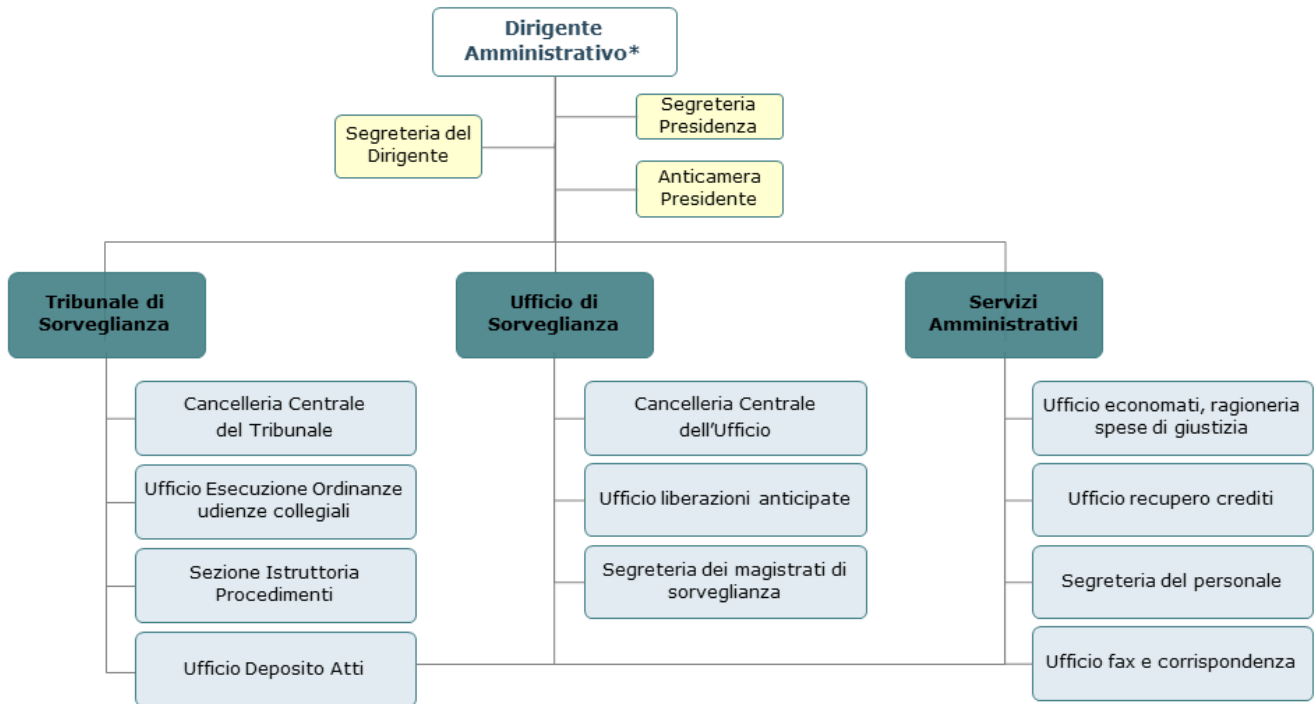 Dirigente
Amministrativo*
Segreteria
Presidenza
Segreteria del
Dirigente
Anticamera
Presidente
Tribunale di
Sorveglianza
Ufficio di
Sorveglianza
Servizi
Amministrativi
Cancelleria Centrale
del Tribunale
Ufficio Esecuzione Ordinanze
udienze collegiali
Sezione Istruttoria
Procedimenti
Ufficio Deposito Atti
Cancelleria Centrale
dell’Ufficio
Ufficio liberazioni anticipate
Segreteria dei magistrati di
sorveglianza
Ufficio economati, ragioneria
spese di giustizia
Ufficio recupero crediti
Segreteria del personale
Ufficio fax e corrispondenza